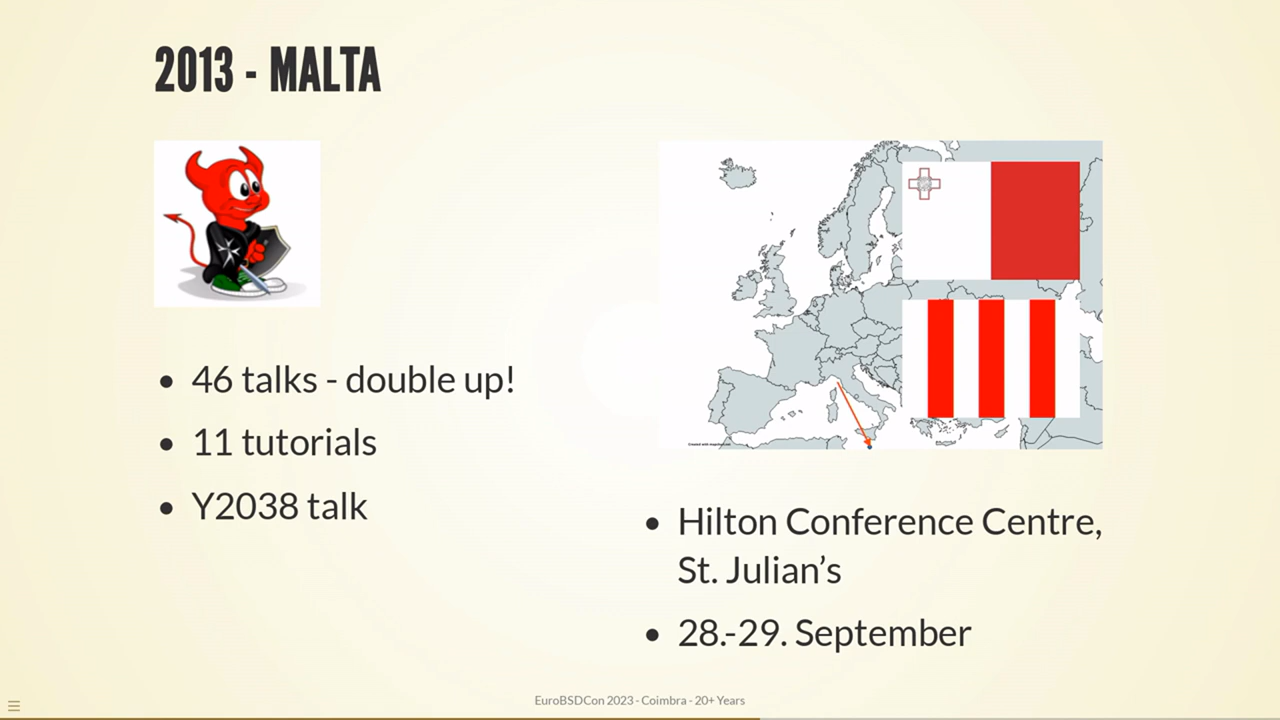 2013 - MALTA
46 talks - double up!
11 tutorials
Y2038 talk
Hilton Conference Centre,
St. Julian’s
28.-29. September
EuroBSDCon 2023 - Coimbra - 20+ Years